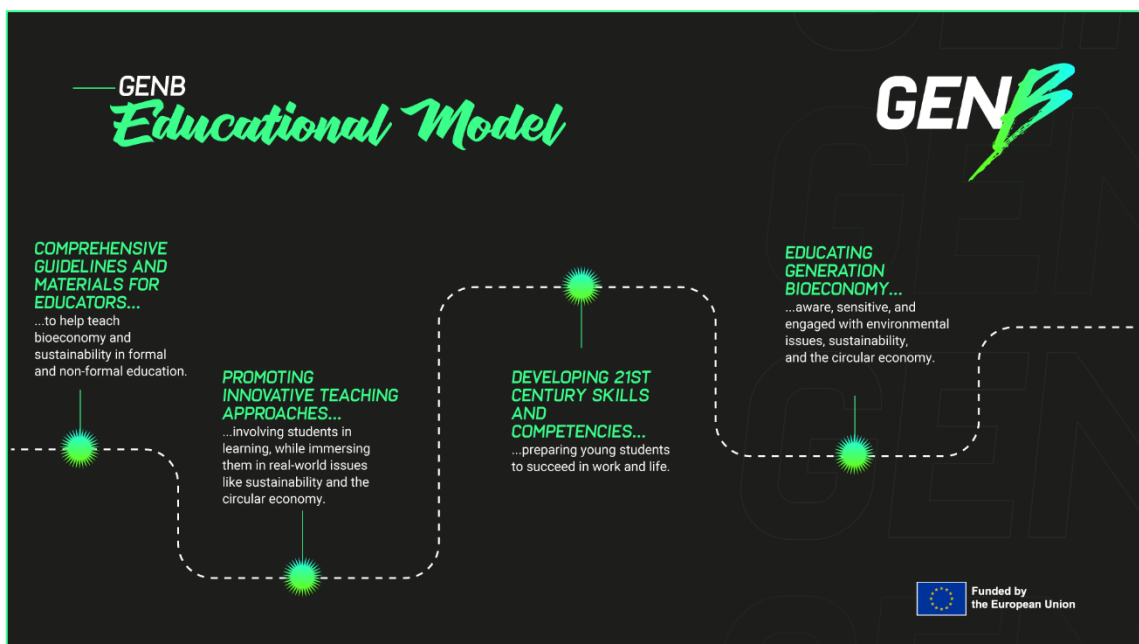 GENB
Educational Model
GENB
COMPREHENSIVE
GUIDELINES AND
MATERIALS FOR
EDUCATORS...
...to help teach
bioeconomy and
sustainability in formal
and non-formal education.
PROMOTING
INNOVATIVE TEACHING
APPROACHES...
...involving students in
learning, while immersing
them in real-world issues
like sustainability and the
circular economy.
DEVELOPING 21ST
CENTURY SKILLS
AND
COMPETENCIES...
...preparing young students
to succeed in work and life.
EDUCATING
GENERATION
BIOECONOMY...
...aware, sensitive, and
engaged with environmental
issues, sustainability,
and the circular economy.
Funded by
the European Union